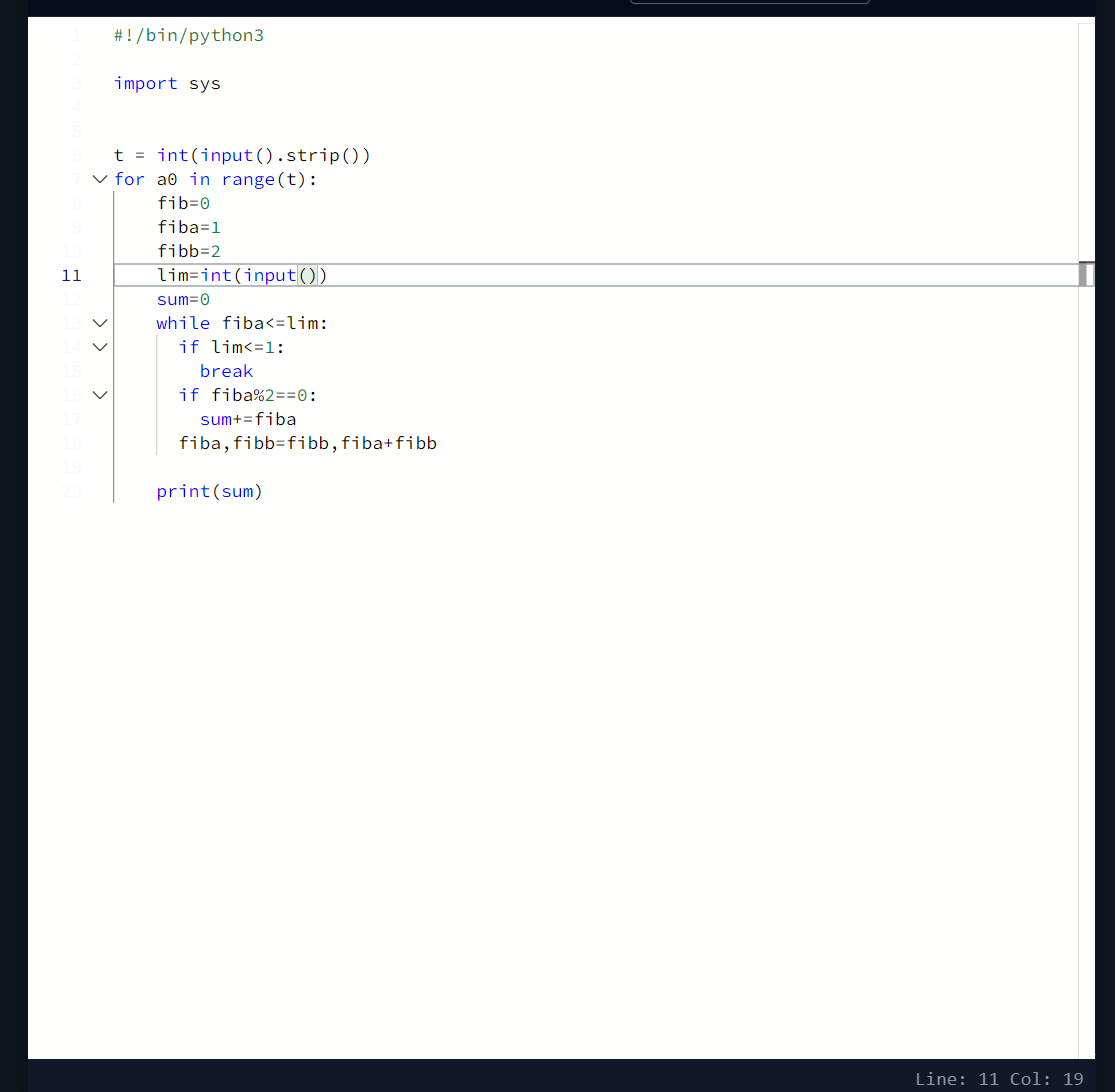 1 #!/bin/python3
2
3 import sys
4
5
6 t = int(input().strip())
7 for a0 in range(t):
8     fib=0
9     fiba=1
10     fibb=2
11     lim=int(input())
12     sum=0
13     while fiba<=lim:
14       if lim<=1:
15         break
16       if fiba%2==0:
17         sum+=fiba
18       fiba,fibb=fibb,fiba+fibb
19
20     print(sum)
Line: 11 Col: 19